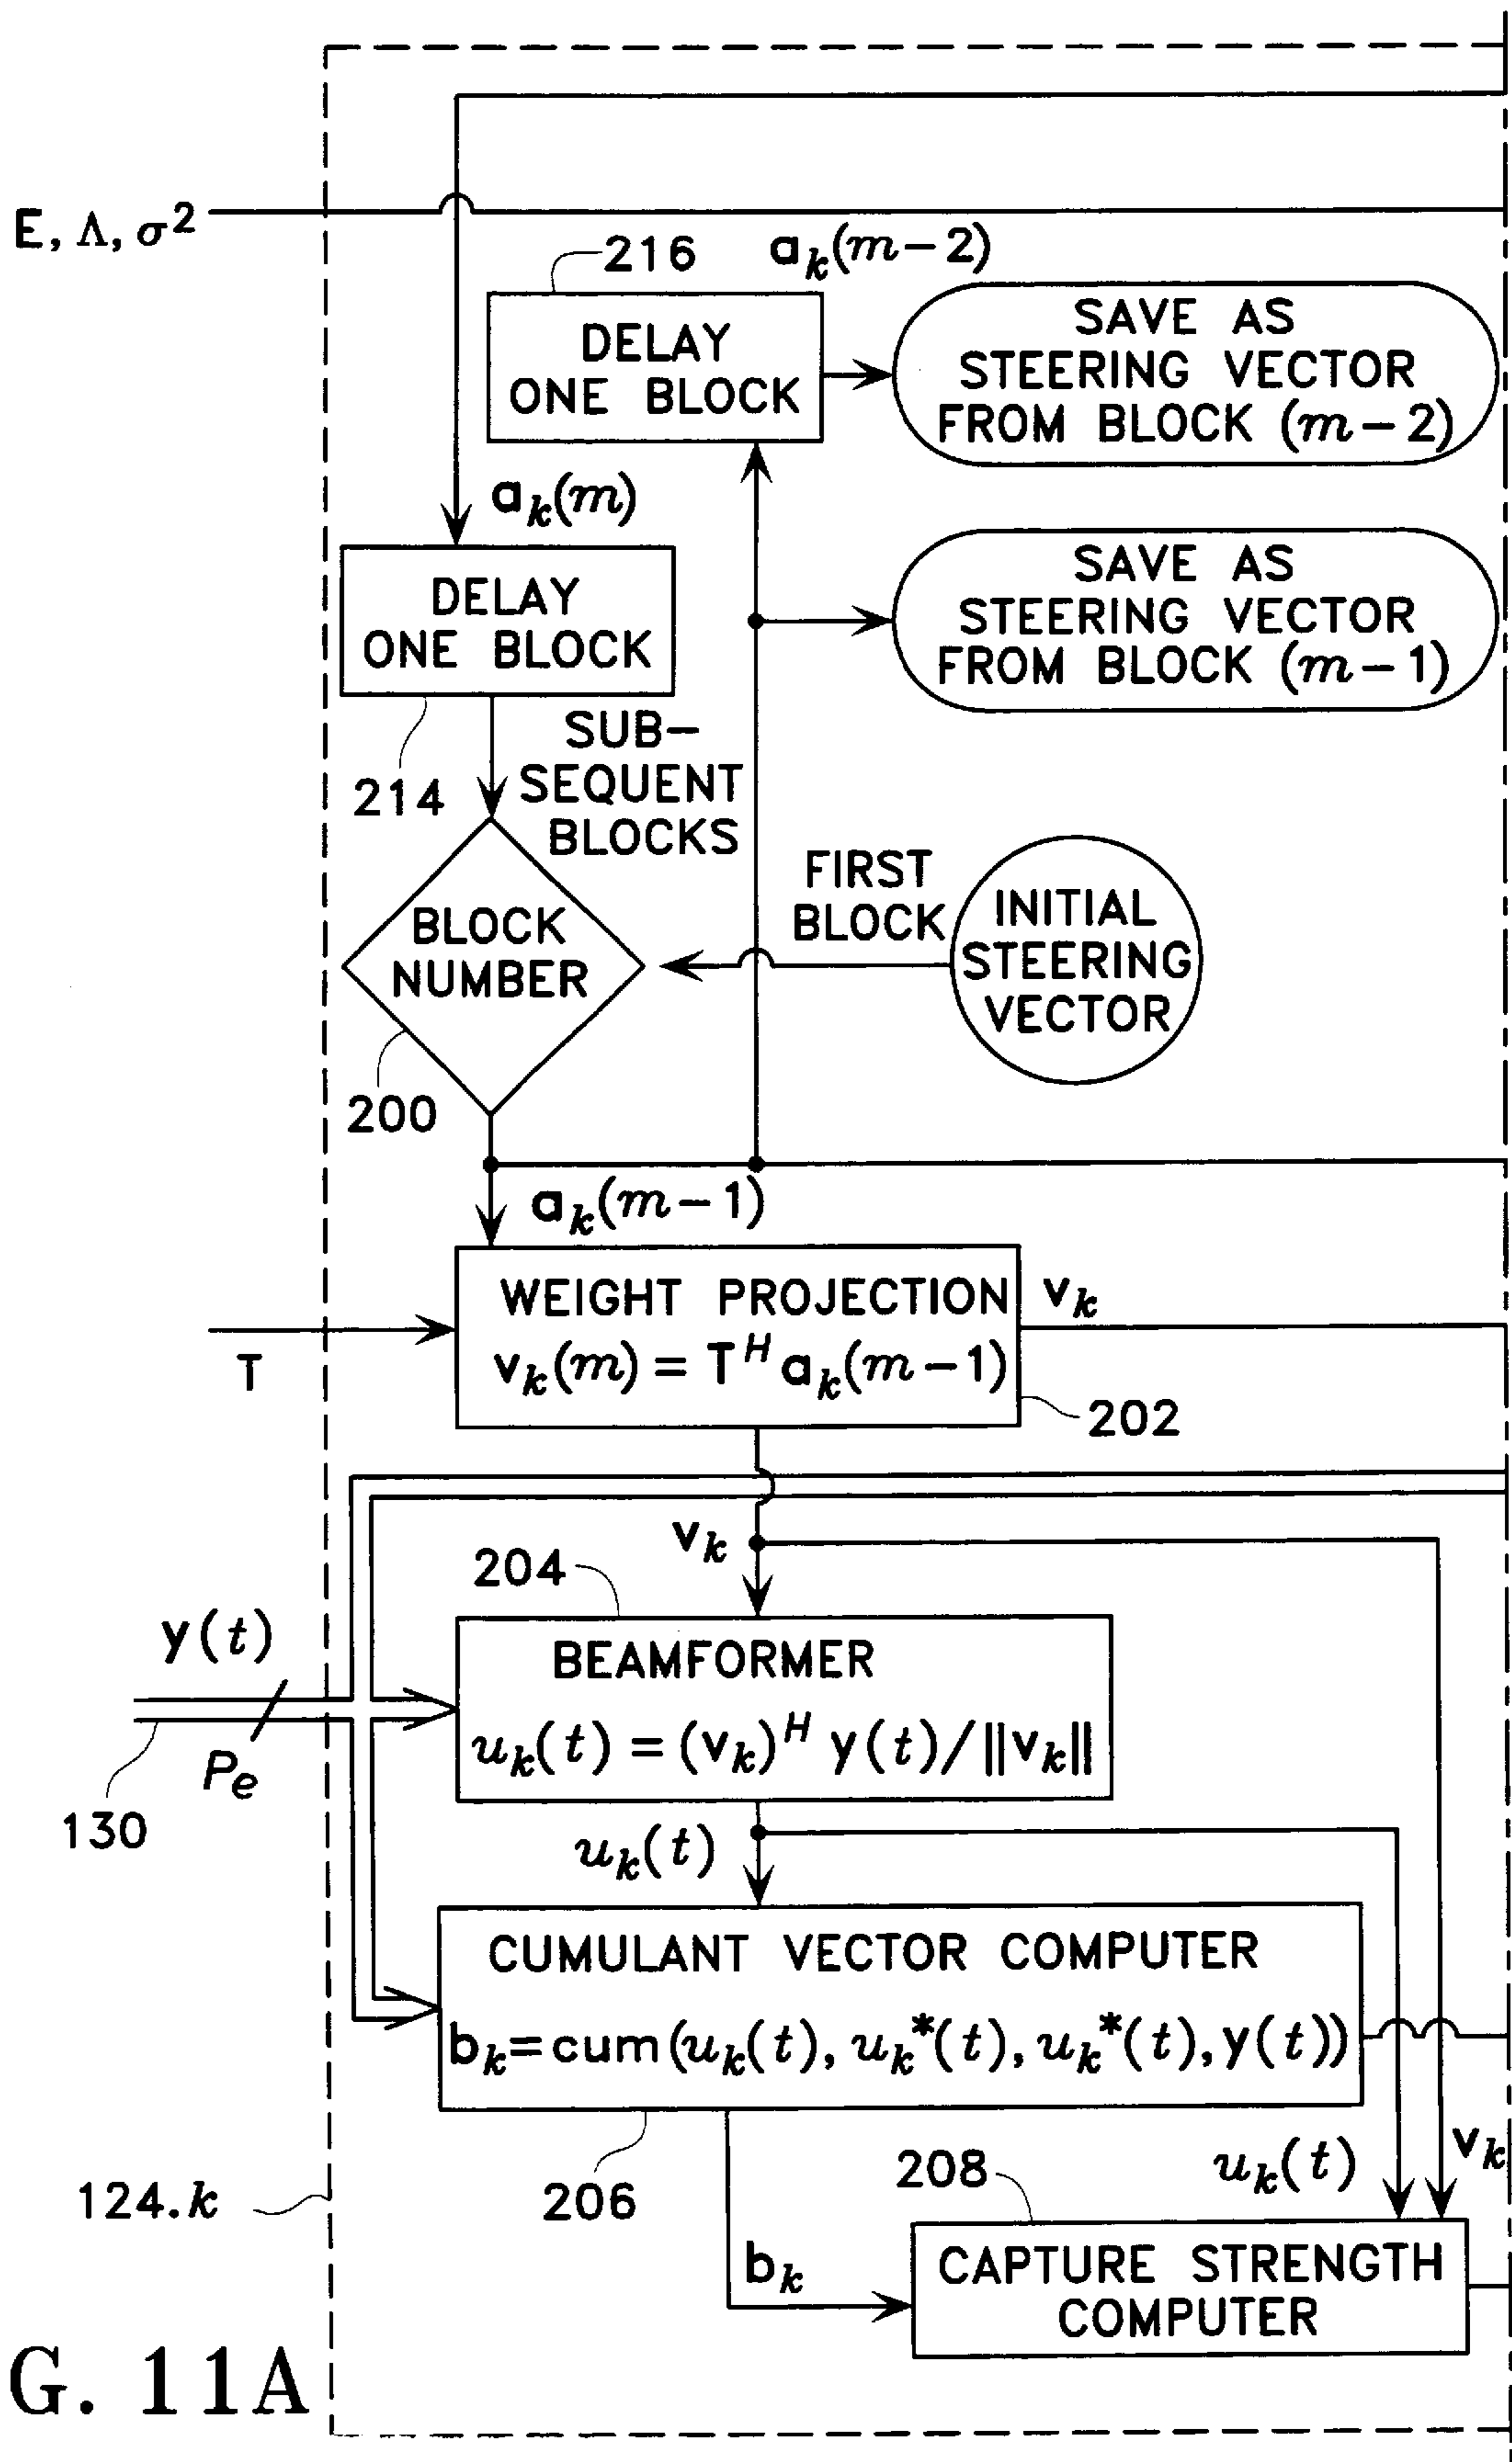 E, Λ, σ²
216
a_k(m−2)
DELAY
ONE BLOCK
SAVE AS
STEERING VECTOR
FROM BLOCK (m−2)
a_k(m)
DELAY
ONE BLOCK
SAVE AS
STEERING VECTOR
FROM BLOCK (m−1)
214
SUB-
SEQUENT
BLOCKS
BLOCK
NUMBER
FIRST
BLOCK
INITIAL
STEERING
VECTOR
200
a_k(m−1)
T
WEIGHT PROJECTION
v_k(m) = T^H a_k(m−1)
v_k
202
v_k
204
y(t)
P_e
130
BEAMFORMER
u_k(t) = (v_k)^H y(t)/‖v_k‖
u_k(t)
CUMULANT VECTOR COMPUTER
b_k=cum(u_k(t), u_k*(t), u_k*(t), y(t))
206
124.k
208
u_k(t)
v_k
b_k
CAPTURE STRENGTH
COMPUTER
G. 11A